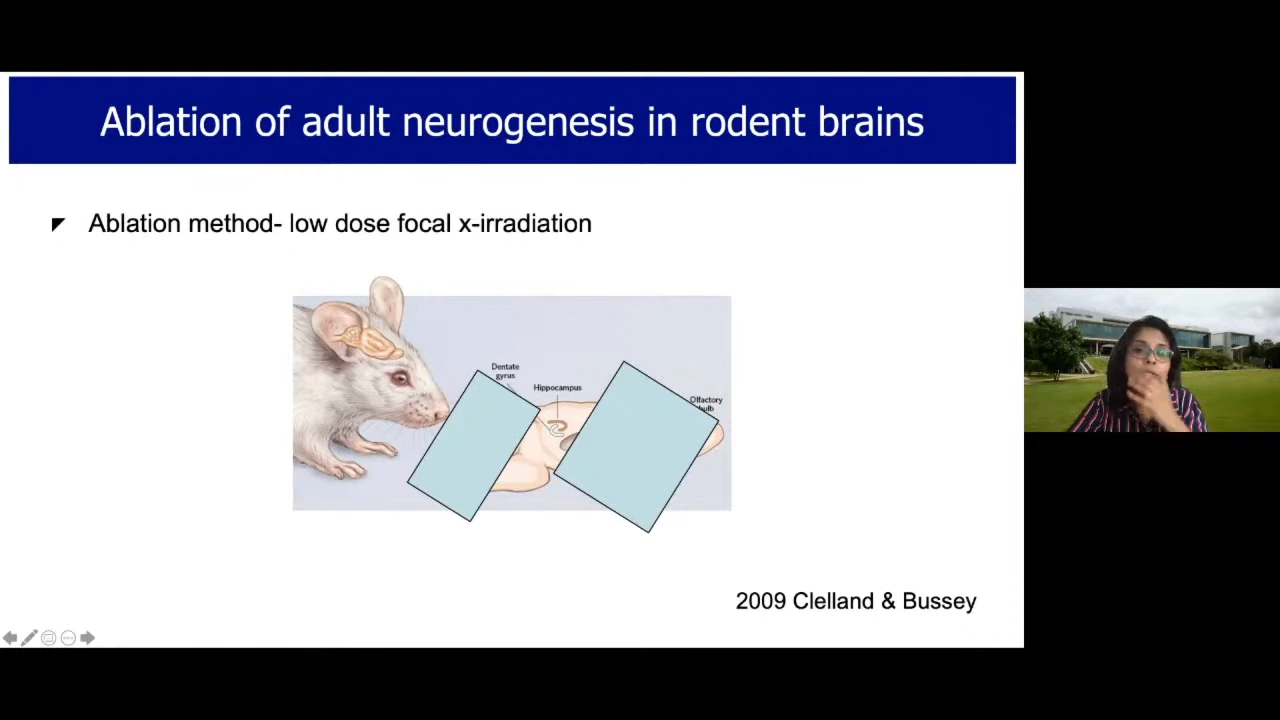 Ablation of adult neurogenesis in rodent brains
Ablation method- low dose focal x-irradiation
Dentate
gyrus
Hippocampus
Olfactory
bulb
2009 Clelland & Bussey